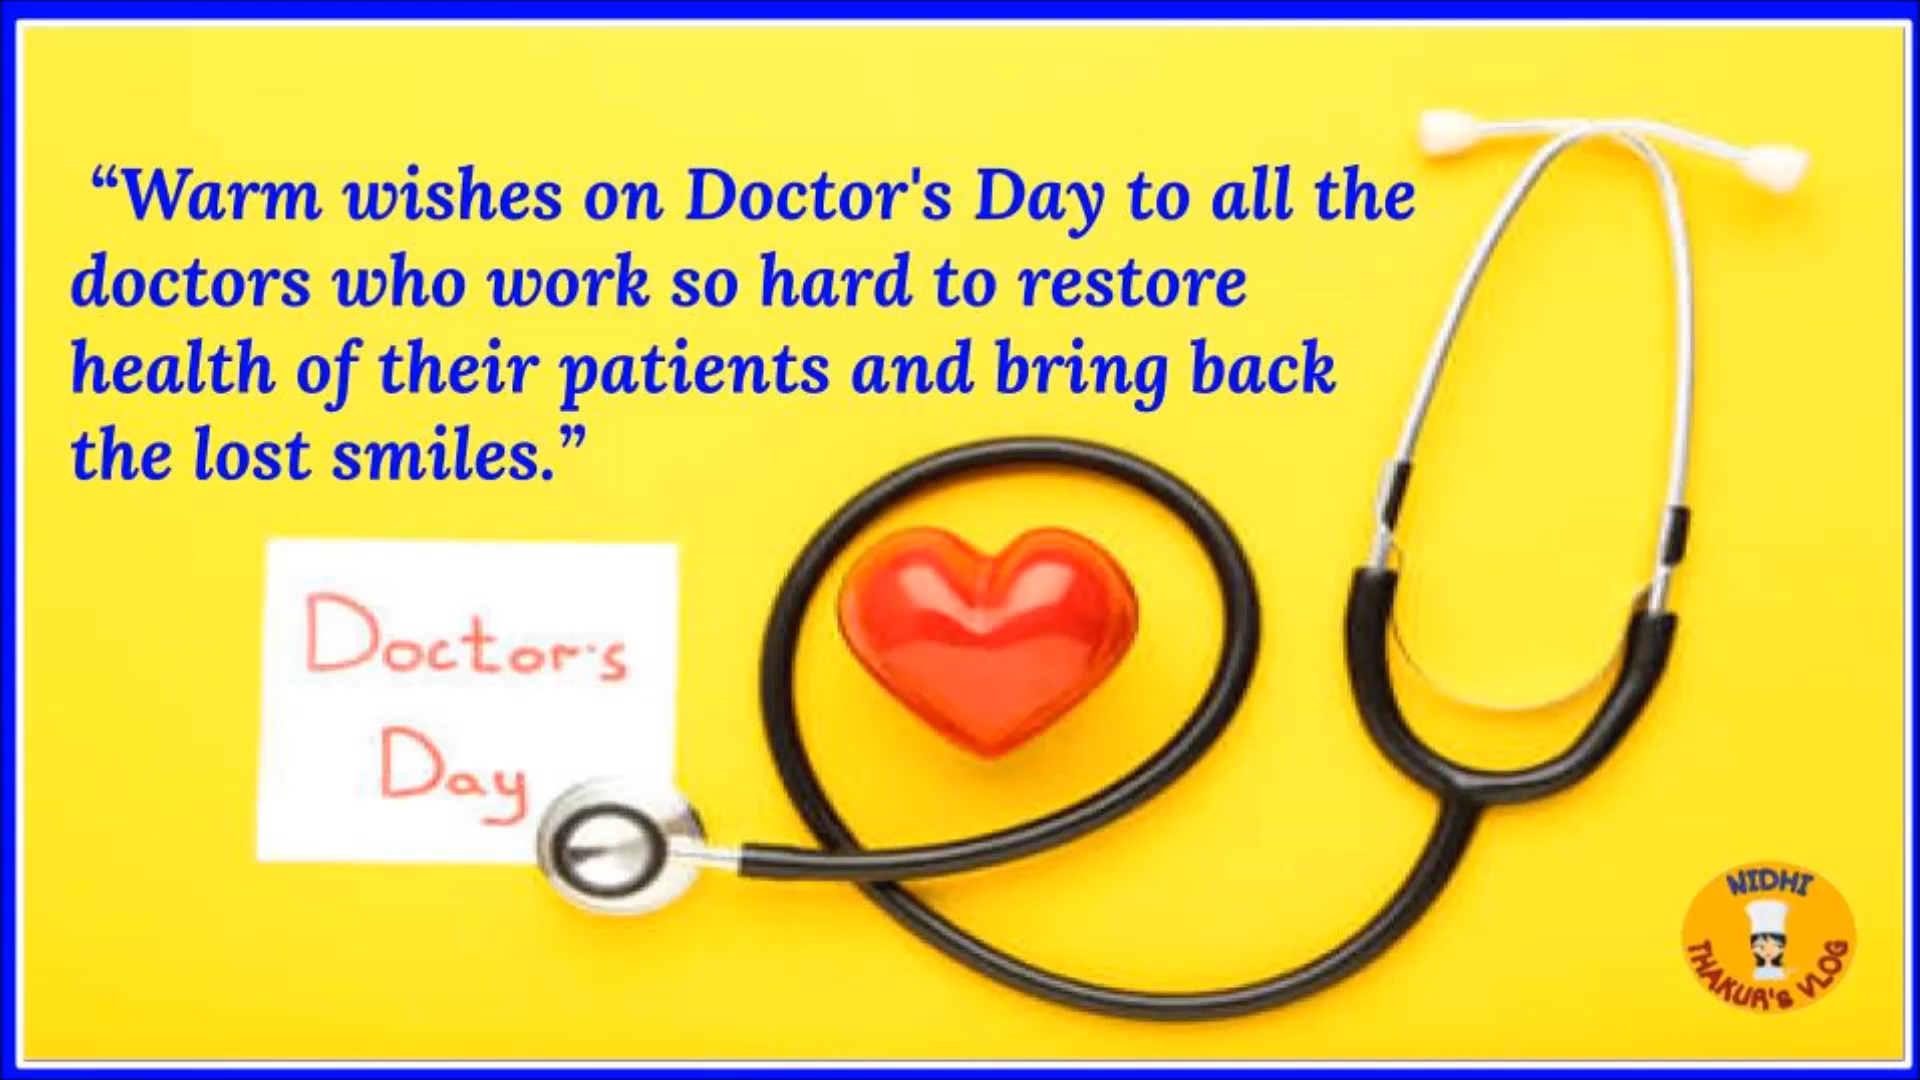 “Warm wishes on Doctor's Day to all the
doctors who work so hard to restore
health of their patients and bring back
the lost smiles.”
Doctor's
Day
NIDHI
THAKUR's VLOG